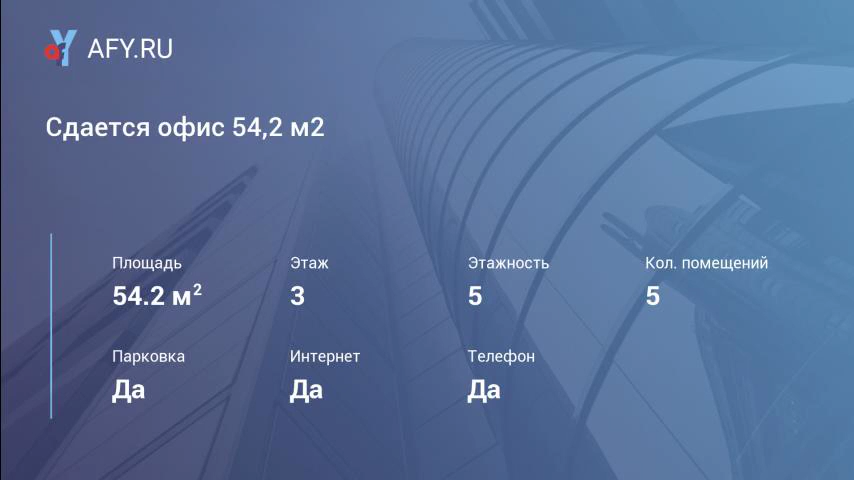 AFY.RU
Сдается офис 54,2 м2
Площадь Этаж Этажность Кол. помещений
54.2 м² 3 5 5
Парковка Интернет Телефон
Да Да Да